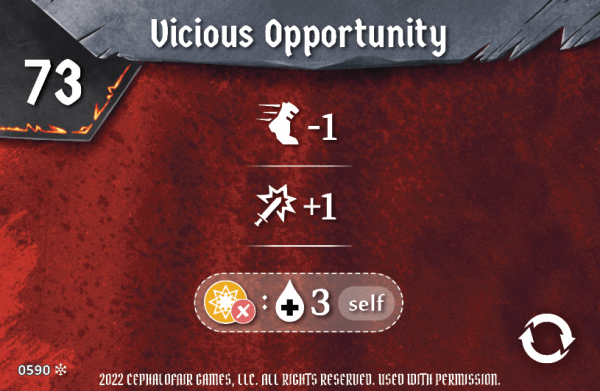 Vicious Opportunity
73
-1
+1
: 3 self
0590
2022 CEPHALOFAIR GAMES, LLC. ALL RIGHTS RESERVED. USED WITH PERMISSION.